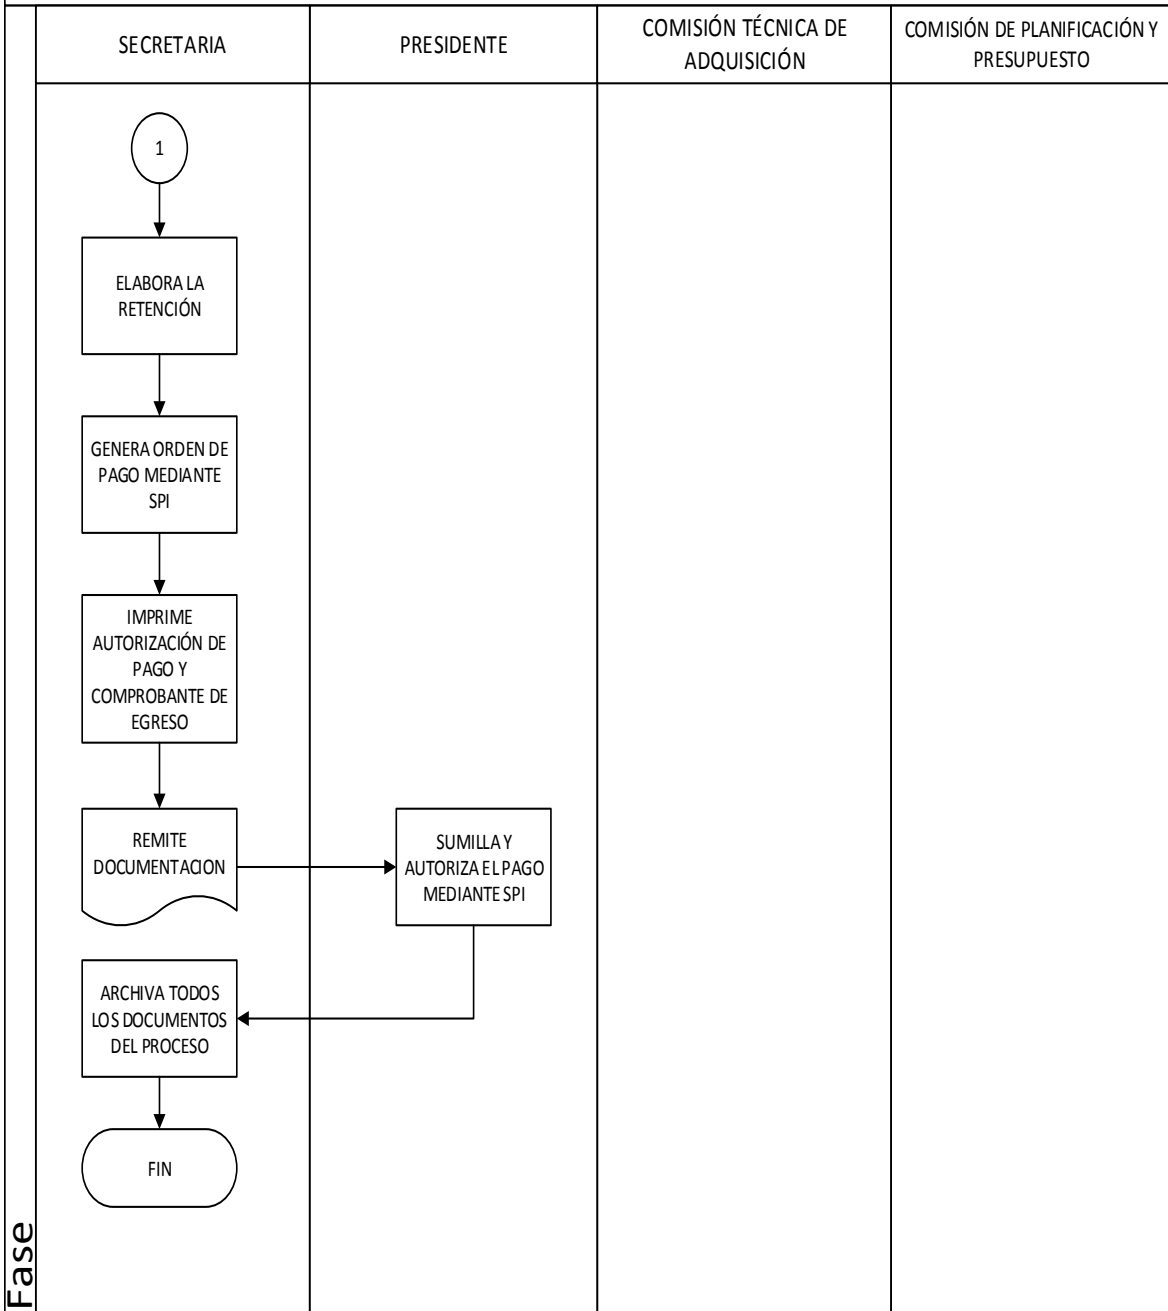 SECRETARIA
PRESIDENTE
COMISIÓN TÉCNICA DE
ADQUISICIÓN
COMISIÓN DE PLANIFICACIÓN Y
PRESUPUESTO
1
ELABORA LA
RETENCIÓN
GENERA ORDEN DE
PAGO MEDIANTE
SPI
IMPRIME
AUTORIZACIÓN DE
PAGO Y
COMPROBANTE DE
EGRESO
REMITE
DOCUMENTACION
SUMILLA Y
AUTORIZA EL PAGO
MEDIANTE SPI
ARCHIVA TODOS
LOS DOCUMENTOS
DEL PROCESO
FIN
Fase